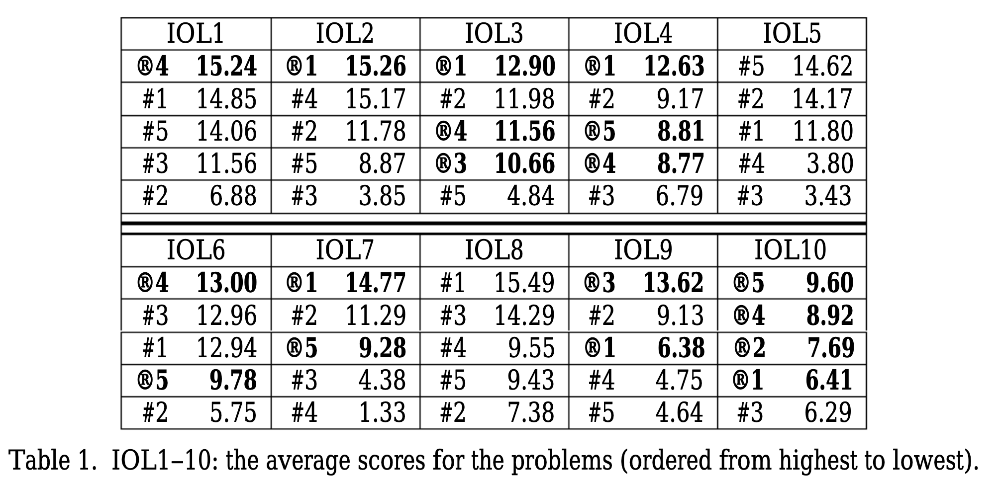 IOL1 IOL2 IOL3 IOL4 IOL5
®4 15.24 ®1 15.26 ®1 12.90 ®1 12.63 #5 14.62
#1 14.85 #4 15.17 #2 11.98 #2 9.17 #2 14.17
#5 14.06 #2 11.78 ®4 11.56 ®5 8.81 #1 11.80
#3 11.56 #5 8.87 ®3 10.66 ®4 8.77 #4 3.80
#2 6.88 #3 3.85 #5 4.84 #3 6.79 #3 3.43
IOL6 IOL7 IOL8 IOL9 IOL10
®4 13.00 ®1 14.77 #1 15.49 ®3 13.62 ®5 9.60
#3 12.96 #2 11.29 #3 14.29 #2 9.13 ®4 8.92
#1 12.94 ®5 9.28 #4 9.55 ®1 6.38 ®2 7.69
®5 9.78 #3 4.38 #5 9.43 #4 4.75 ®1 6.41
#2 5.75 #4 1.33 #2 7.38 #5 4.64 #3 6.29
Table 1. IOL1–10: the average scores for the problems (ordered from highest to lowest).